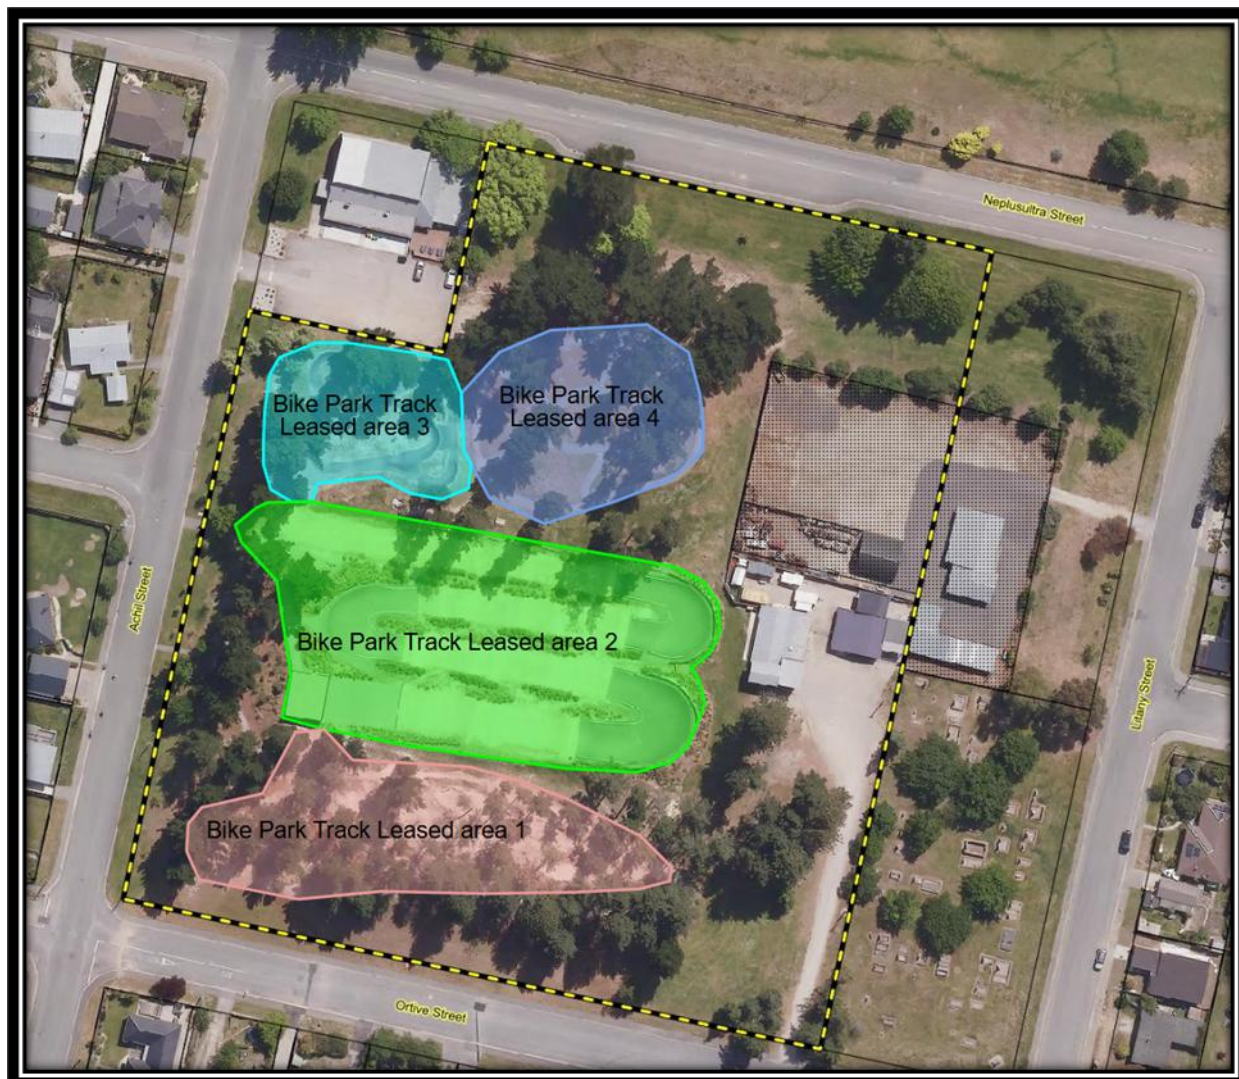 Neplusultra Street
Bike Park Track
Leased area 3
Bike Park Track
Leased area 4
Achil Street
Bike Park Track Leased area 2
Litany Street
Bike Park Track Leased area 1
Ortive Street